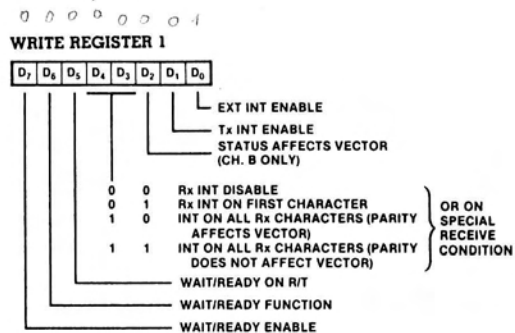 0 0 0 0 0 0 0 1
WRITE REGISTER 1
D7 D6 D5 D4 D3 D2 D1 D0
EXT INT ENABLE
Tx INT ENABLE
STATUS AFFECTS VECTOR
(CH. B ONLY)
0 0 Rx INT DISABLE
0 1 Rx INT ON FIRST CHARACTER
1 0 INT ON ALL Rx CHARACTERS (PARITY
AFFECTS VECTOR)
1 1 INT ON ALL Rx CHARACTERS (PARITY
DOES NOT AFFECT VECTOR)
OR ON
SPECIAL
RECEIVE
CONDITION
WAIT/READY ON R/T
WAIT/READY FUNCTION
WAIT/READY ENABLE